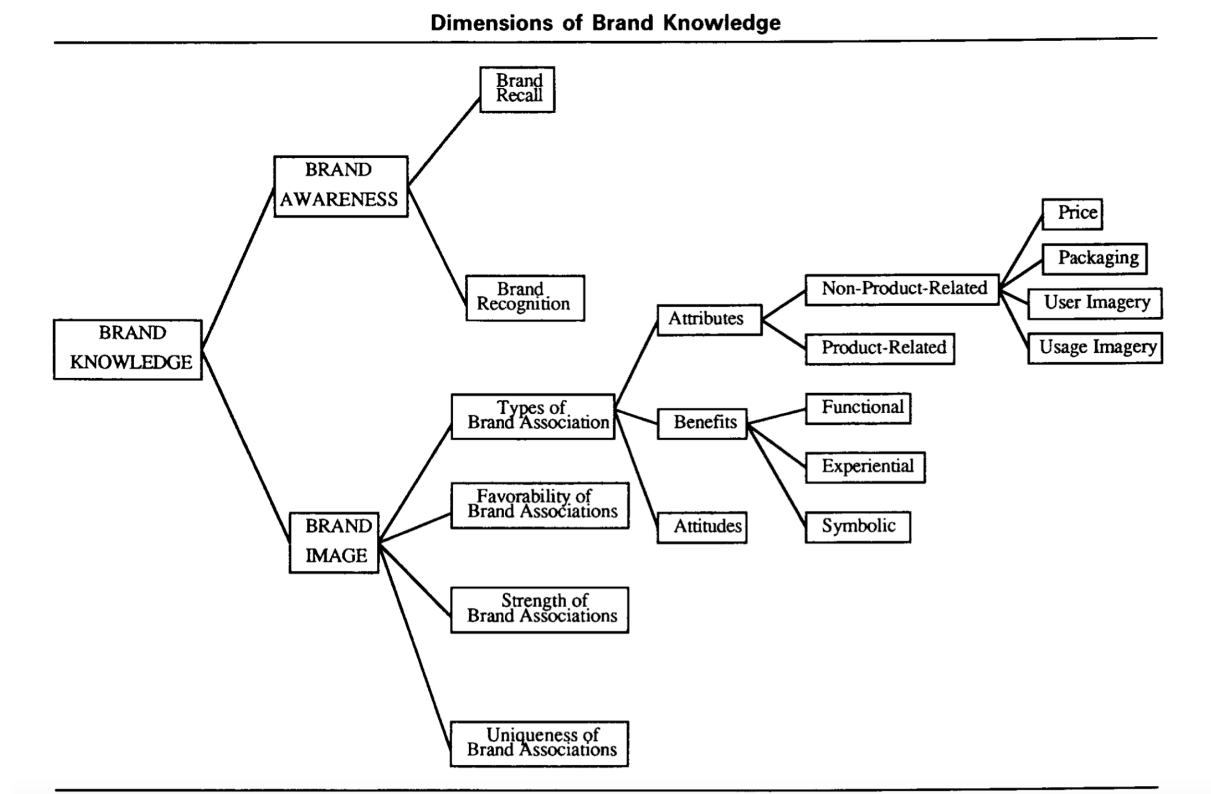 Dimensions of Brand Knowledge
Brand
Recall
BRAND
AWARENESS
Brand
Recognition
BRAND
KNOWLEDGE
Price
Packaging
Non-Product-Related
User Imagery
Attributes
Product-Related
Usage Imagery
Types of
Brand Association
Benefits
Functional
Experiential
Favorability of
Brand Associations
Attitudes
Symbolic
BRAND
IMAGE
Strength of
Brand Associations
Uniqueness of
Brand Associations